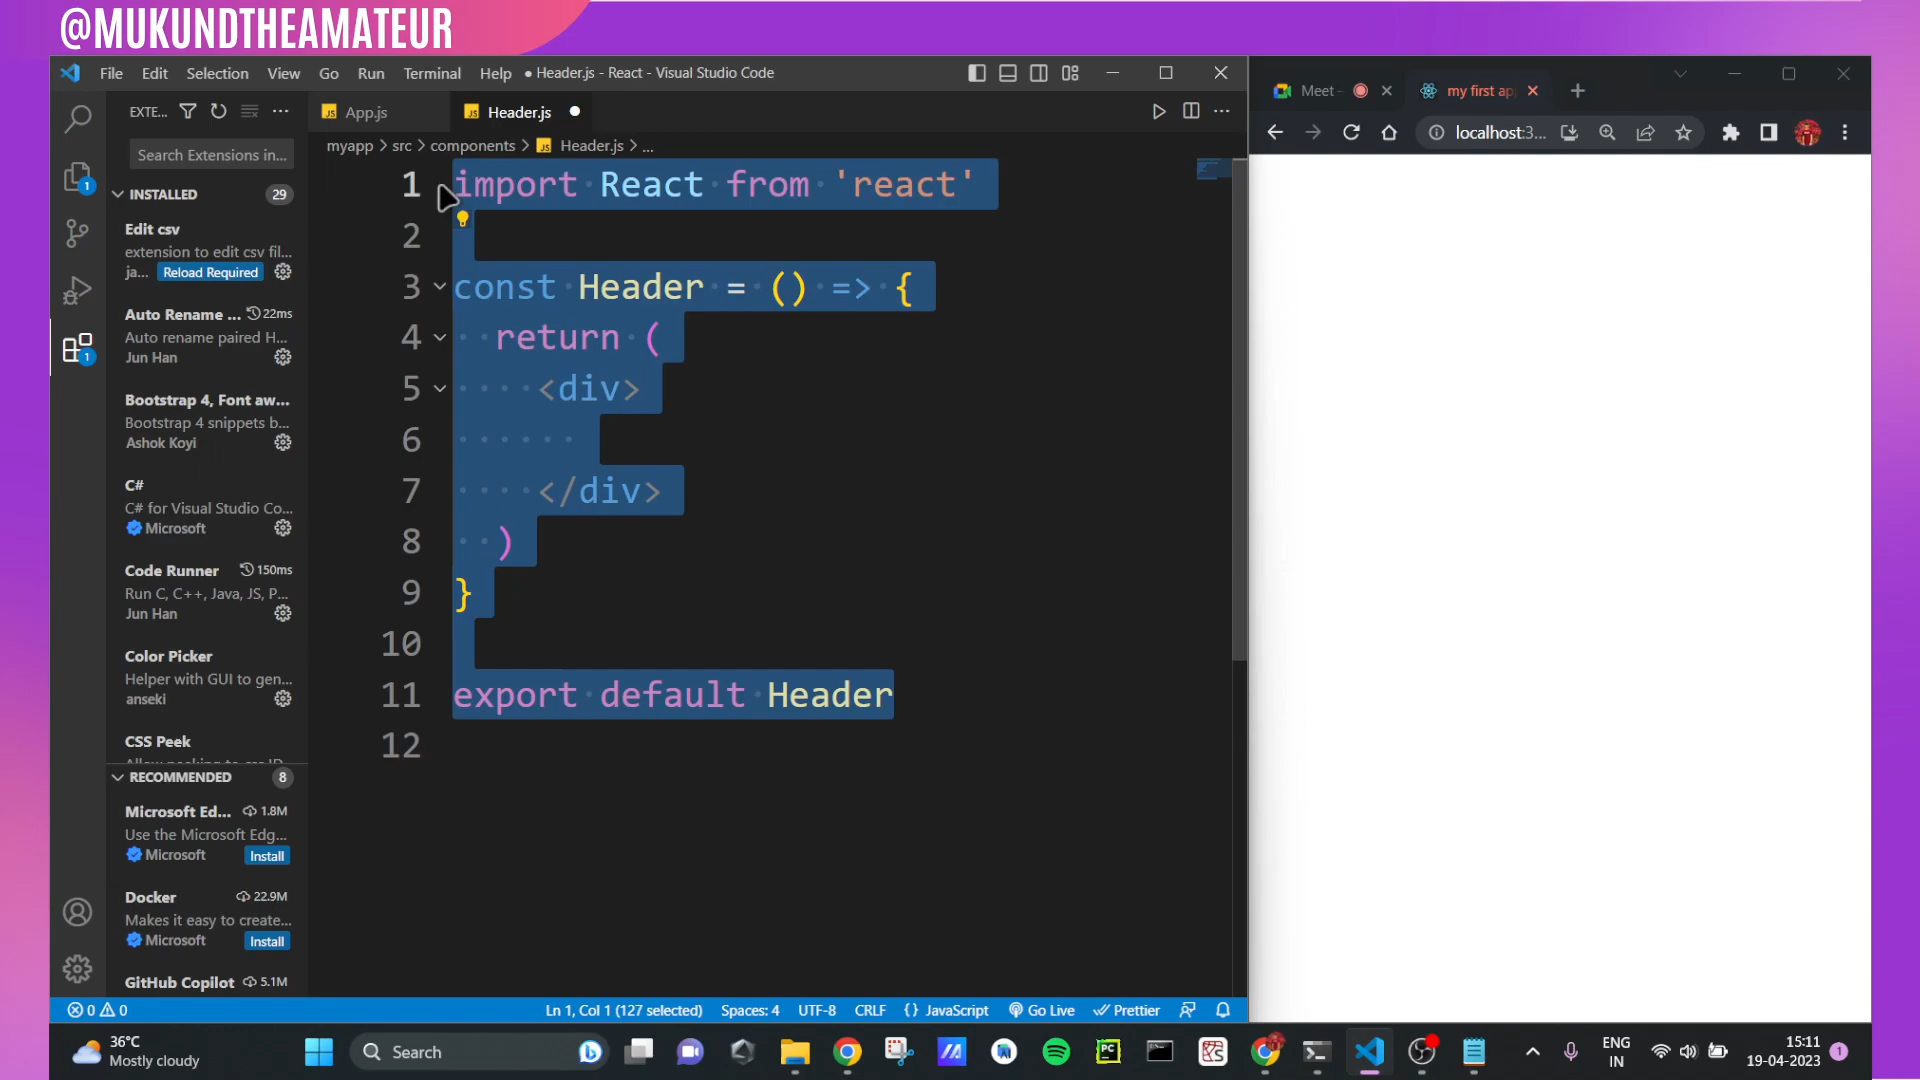 @MUKUNDTHEAMATEUR
File Edit Selection View Go Run Terminal Help ● Header.js - React - Visual Studio Code
EXTE...
App.js
Header.js
myapp > src > components > Header.js > ...
Search Extensions in...
INSTALLED 29
Edit csv
extension to edit csv fil...
ja... Reload Required
Auto Rename ... 22ms
Auto rename paired H...
Jun Han
Bootstrap 4, Font aw...
Bootstrap 4 snippets b...
Ashok Koyi
C#
C# for Visual Studio Co...
Microsoft
Code Runner 150ms
Run C, C++, Java, JS, P...
Jun Han
Color Picker
Helper with GUI to gen...
anseki
CSS Peek
RECOMMENDED 8
Microsoft Ed... 1.8M
Use the Microsoft Edg...
Microsoft Install
Docker 22.9M
Makes it easy to create...
Microsoft Install
GitHub Copilot 5.1M
1 import React from 'react'
2
3 const Header = () => {
4 return (
5 <div>
6
7 </div>
8 )
9 }
10
11 export default Header
12
0 0 Ln 1, Col 1 (127 selected) Spaces: 4 UTF-8 CRLF {} JavaScript Go Live Prettier
Meet -
my first ap
localhost:3...
36°C
Mostly cloudy
Search
ENG
IN
15:11
19-04-2023
1